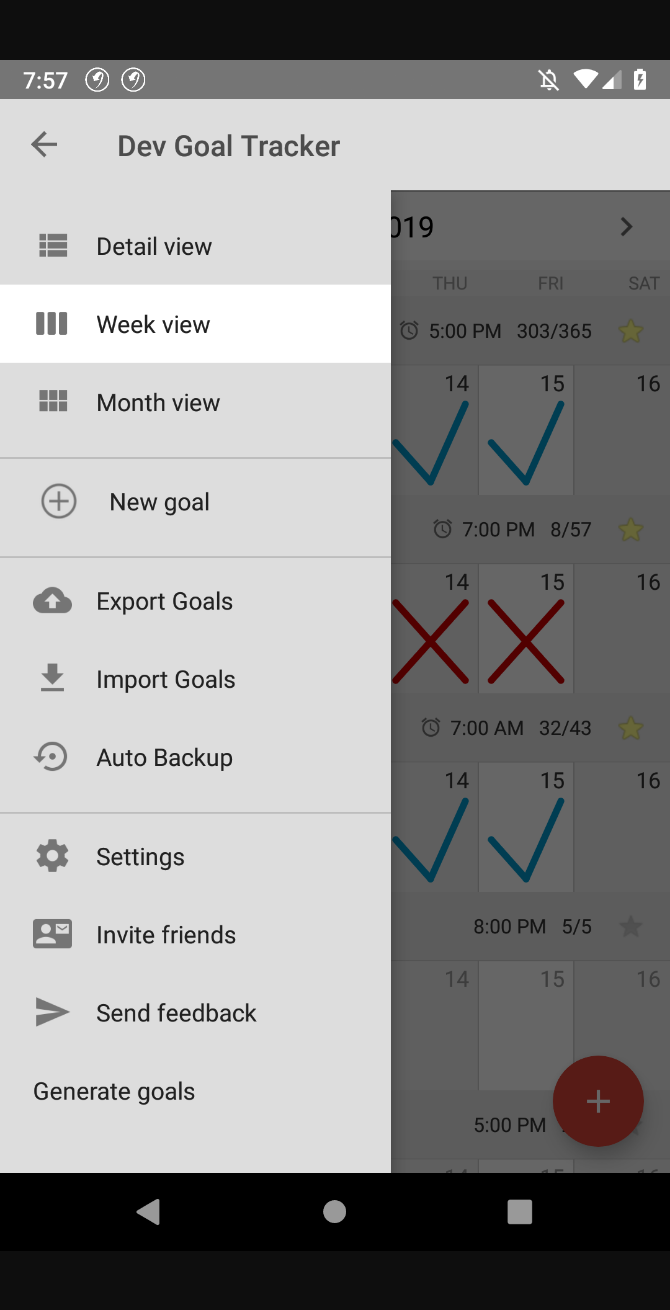 7:57
Dev Goal Tracker
019
Detail view
THU FRI SAT
Week view
5:00 PM 303/365
Month view
14 15 16
New goal
7:00 PM 8/57
14 15 16
Export Goals
Import Goals
7:00 AM 32/43
Auto Backup
14 15 16
Settings
Invite friends
8:00 PM 5/5
14 15 16
Send feedback
Generate goals
5:00 PM
14 15 16